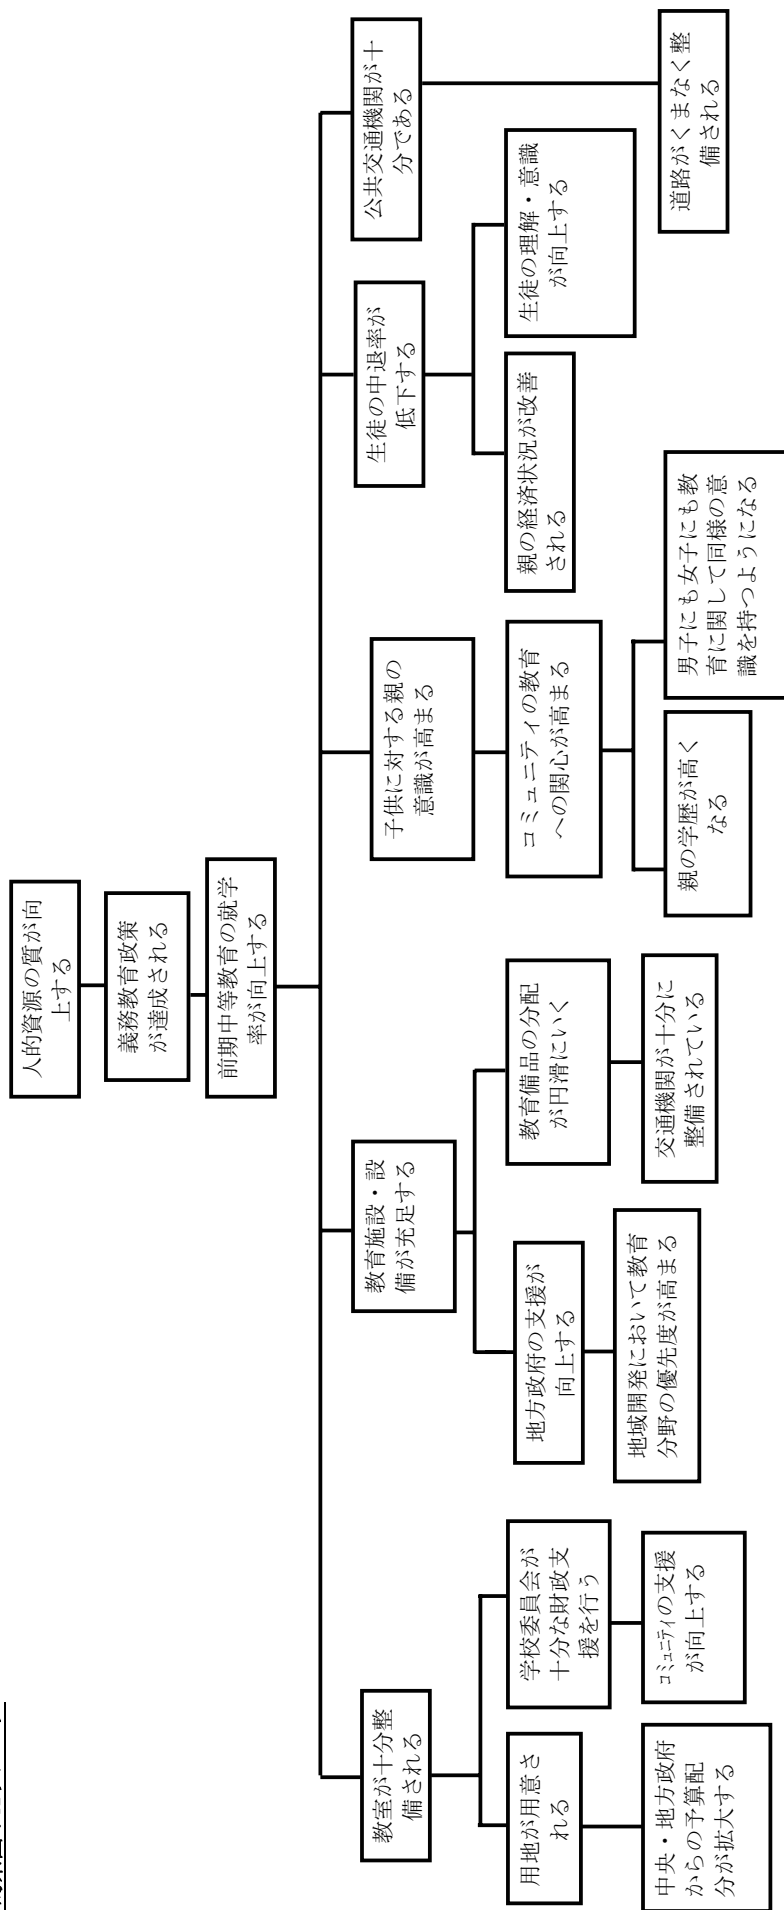 人的資源の質が向
上する
義務教育政策
が達成される
前期中等教育の就学
率が向上する
教室が十分整
備される
用地が用意さ
れる
中央・地方政府
からの予算配
分が拡大する
学校委員会が
十分な財政支
援を行う
コミュニティの支援
が向上する
教育施設・設
備が充足する
地方政府の支援が
向上する
地域開発において教育
分野の優先度が高まる
教育備品の分配
が円滑にいく
交通機関が十分に
整備されている
子供に対する親の
意識が高まる
コミュニティの教育
への関心が高まる
親の学歴が高く
なる
男子にも女子にも教
育に関して同様の意
識を持つようになる
生徒の中退率が
低下する
親の経済状況が改善
される
生徒の理解・意識
が向上する
公共交通機関が十
分である
道路がくまなく整
備される